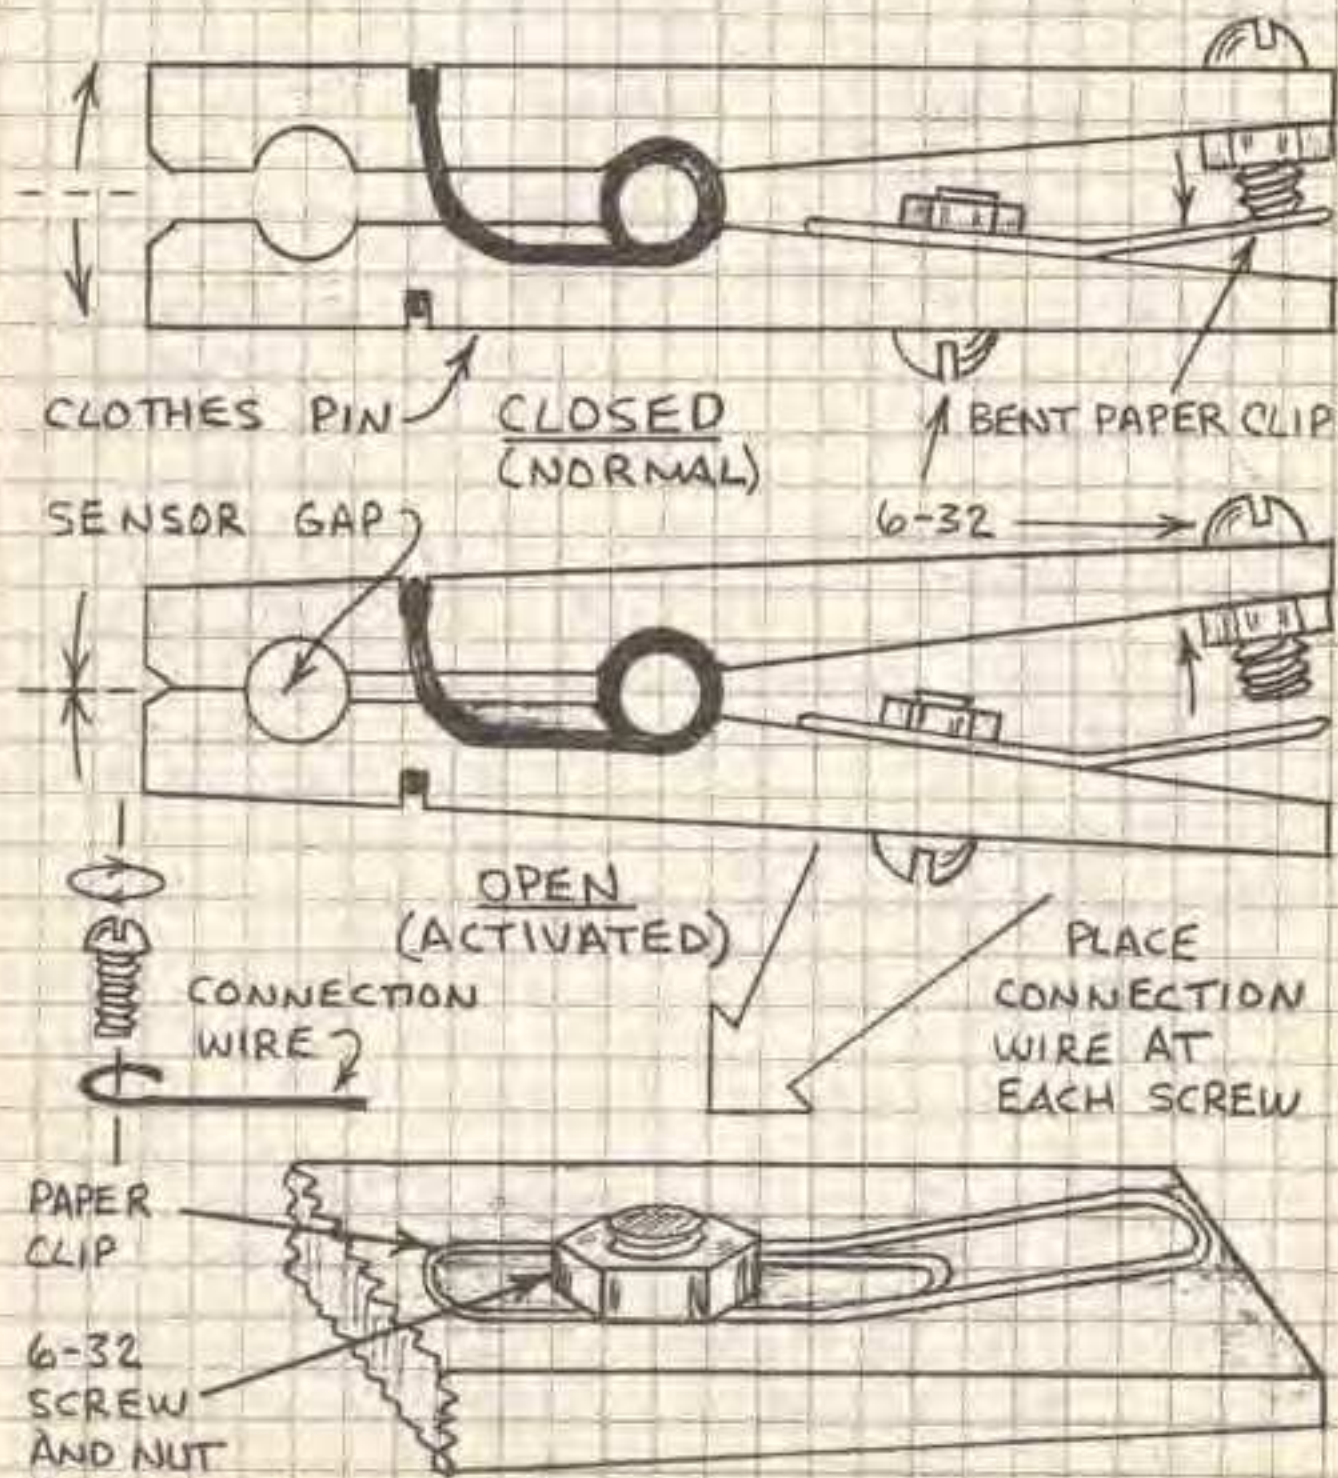 CLOTHES PIN
CLOSED
(NORMAL)
BENT PAPER CLIP
SENSOR GAP
6-32
OPEN
(ACTIVATED)
CONNECTION
WIRE
PLACE
CONNECTION
WIRE AT
EACH SCREW
PAPER
CLIP
6-32
SCREW
AND NUT